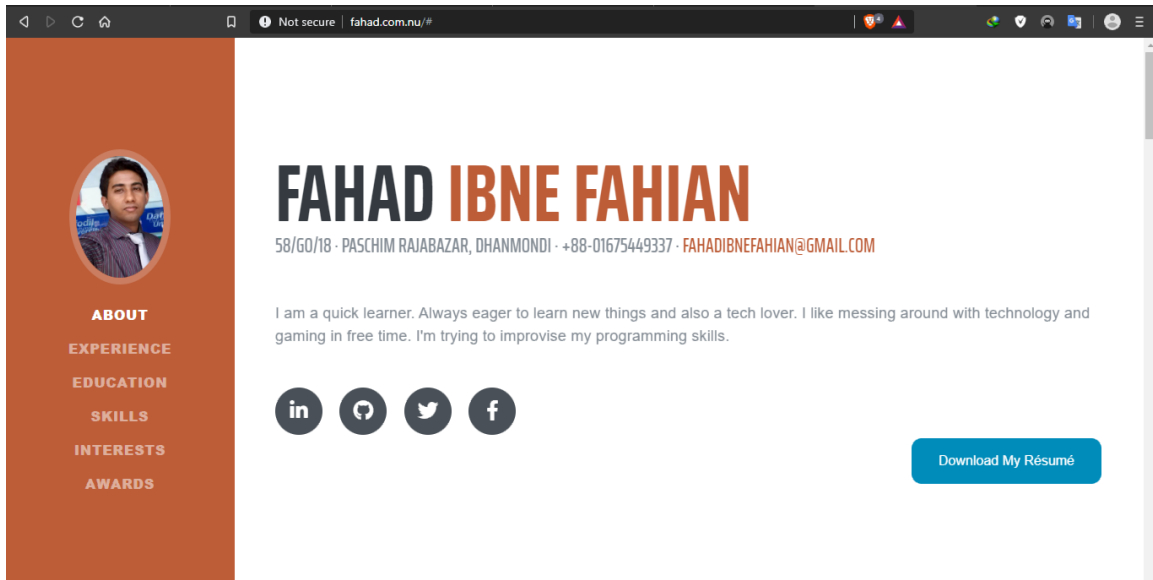 Not secure | fahad.com.nu/#
FAHAD IBNE FAHIAN
58/GO/18 · PASCHIM RAJABAZAR, DHANMONDI · +88-01675449337 · FAHADIBNEFAHIAN@GMAIL.COM
I am a quick learner. Always eager to learn new things and also a tech lover. I like messing around with technology and
gaming in free time. I'm trying to improvise my programming skills.
ABOUT
EXPERIENCE
EDUCATION
SKILLS
INTERESTS
AWARDS
in
f
Download My Résumé